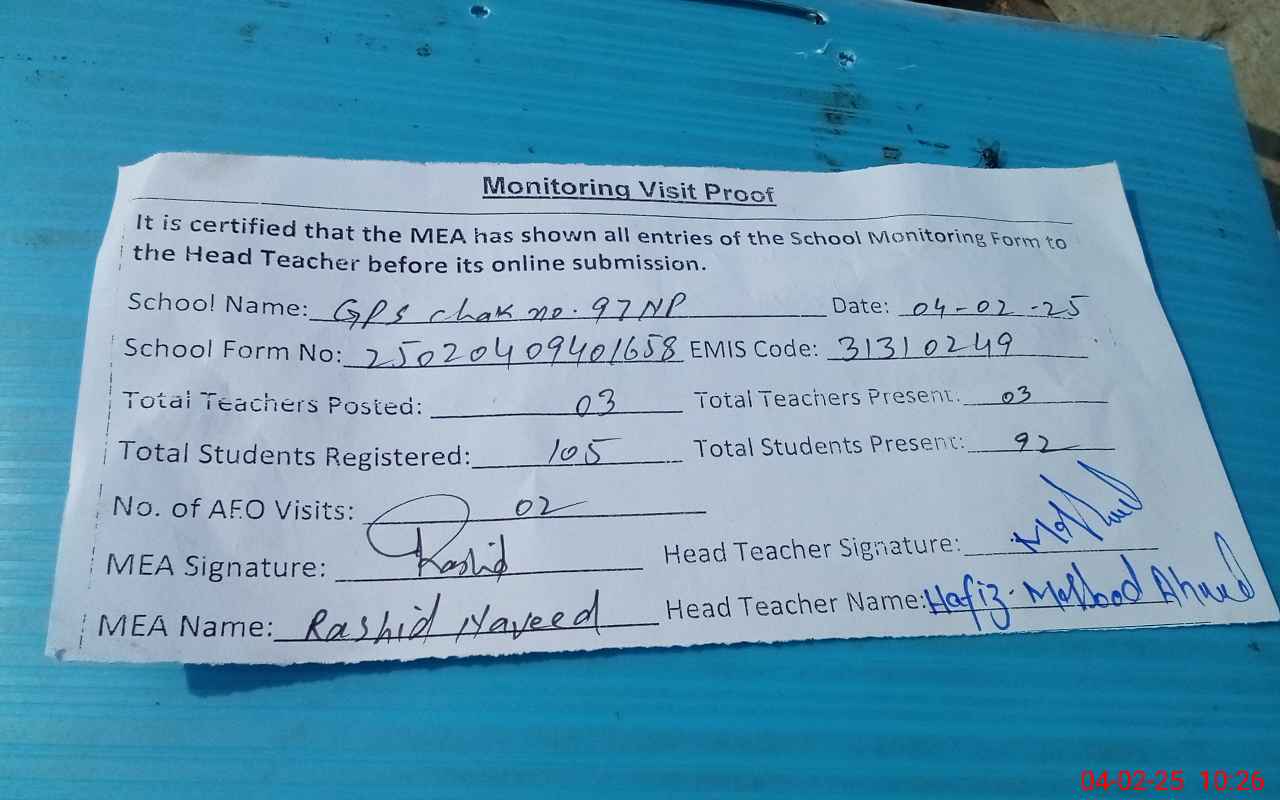 Monitoring Visit Proof
It is certified that the MEA has shown all entries of the School Monitoring Form to
the Head Teacher before its online submission.
School Name: GPS chak no. 97 NP Date: 04-02-25
School Form No: 25020409401658 EMIS Code: 31310249
Total Teachers Posted: 03 Total Teachers Present: 03
Total Students Registered: 105 Total Students Present: 92
No. of AEO Visits: 02
MEA Signature: Rashid Head Teacher Signature:
MEA Name: Rashid Naveed Head Teacher Name: Hafiz Ahmed
04-02-25 10:26